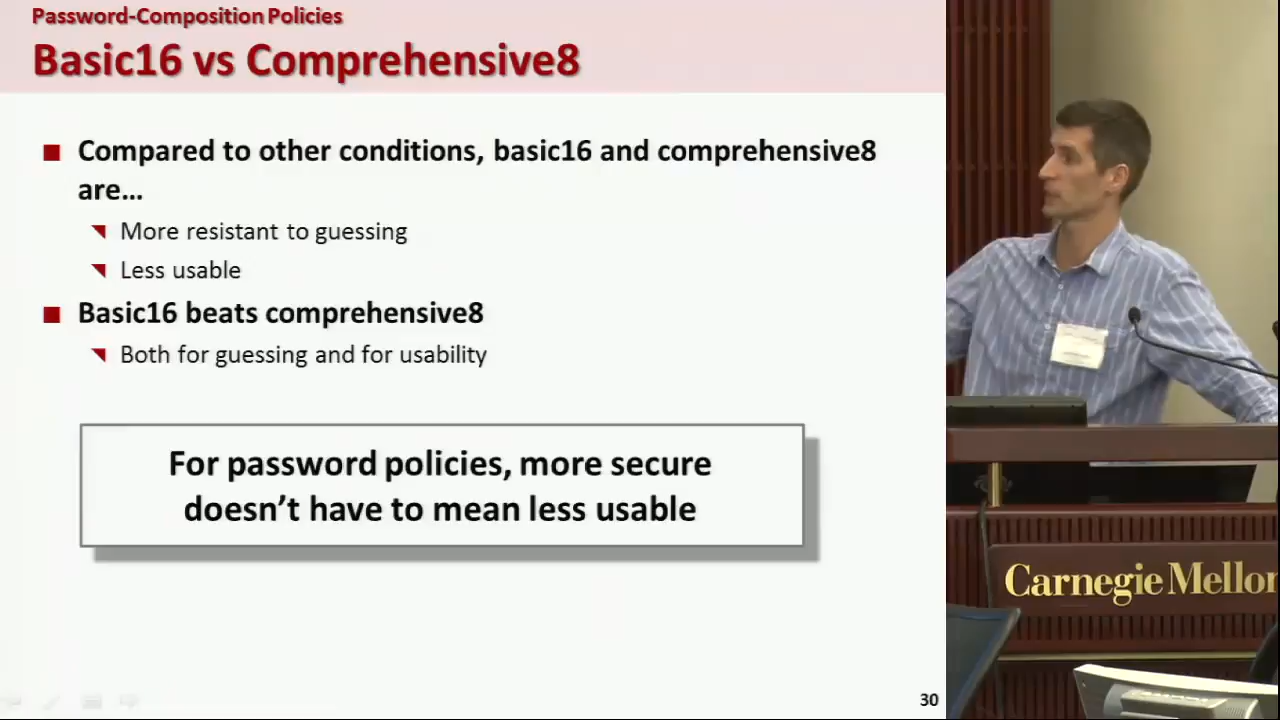 Password-Composition Policies
Basic16 vs Comprehensive8
Compared to other conditions, basic16 and comprehensive8
are…
More resistant to guessing
Less usable
Basic16 beats comprehensive8
Both for guessing and for usability
For password policies, more secure
doesn’t have to mean less usable
30
Carnegie Mellon